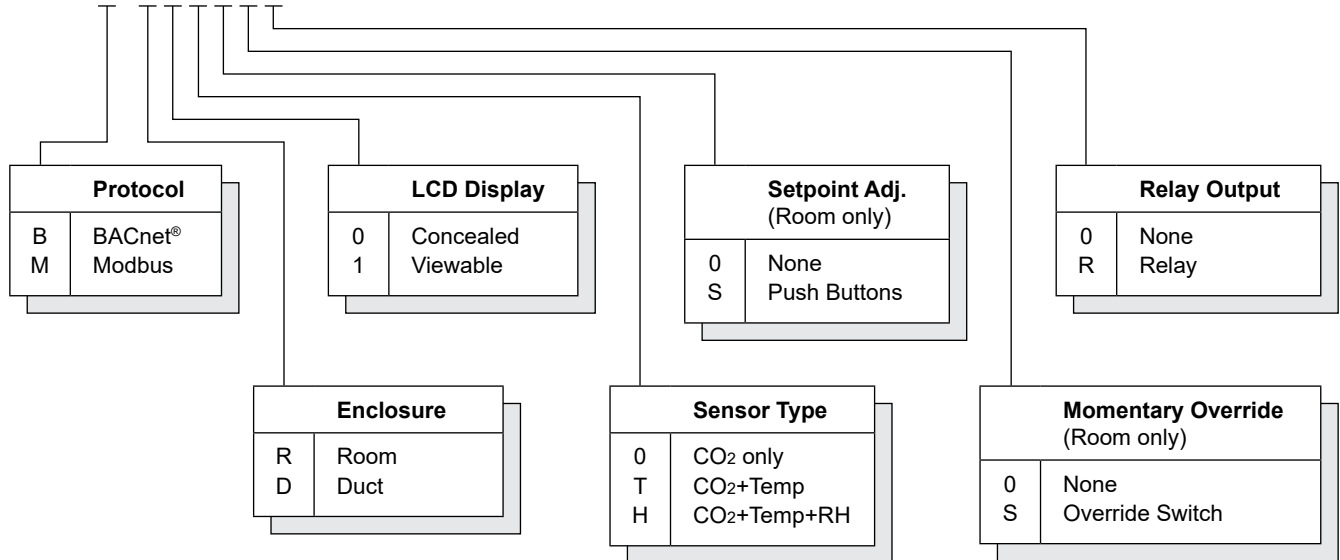 Protocol
B BACnet®
M Modbus
LCD Display
0 Concealed
1 Viewable
Setpoint Adj.
(Room only)
0 None
S Push Buttons
Relay Output
0 None
R Relay
Enclosure
R Room
D Duct
Sensor Type
0 CO2 only
T CO2+Temp
H CO2+Temp+RH
Momentary Override
(Room only)
0 None
S Override Switch